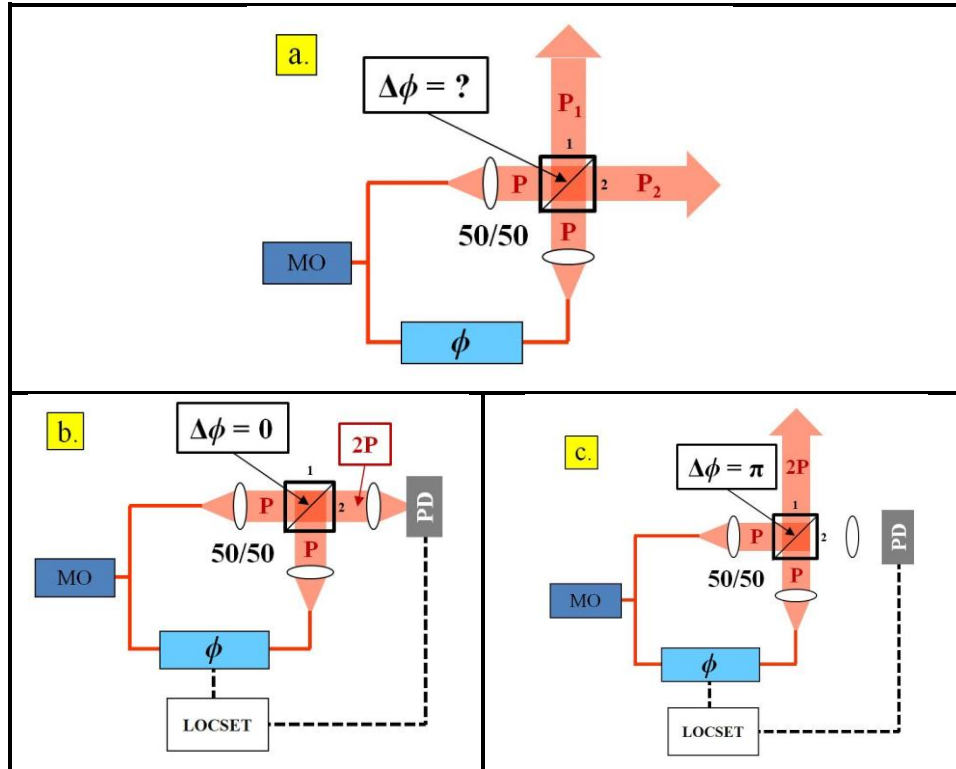 a.
Δϕ = ?
P₁
1
P
2
P₂
50/50
P
MO
ϕ
b.
Δϕ = 0
2P
1
P
2
PD
50/50
P
MO
ϕ
LOCSET
c.
2P
Δϕ = π
1
P
2
PD
50/50
P
MO
ϕ
LOCSET